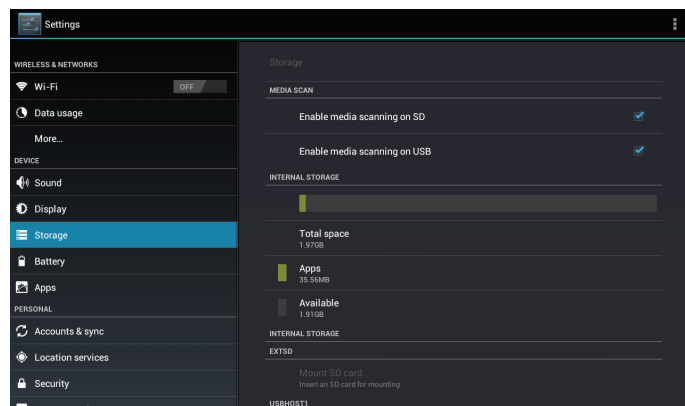 Settings
WIRELESS & NETWORKS
Wi-Fi OFF
Data usage
More...
DEVICE
Sound
Display
Storage
Battery
Apps
PERSONAL
Accounts & sync
Location services
Security
Storage
MEDIA SCAN
Enable media scanning on SD
Enable media scanning on USB
INTERNAL STORAGE
Total space
1.97GB
Apps
35.56MB
Available
1.91GB
INTERNAL STORAGE
EXTSD
Mount SD card
Insert an SD card for mounting
USBHOST1